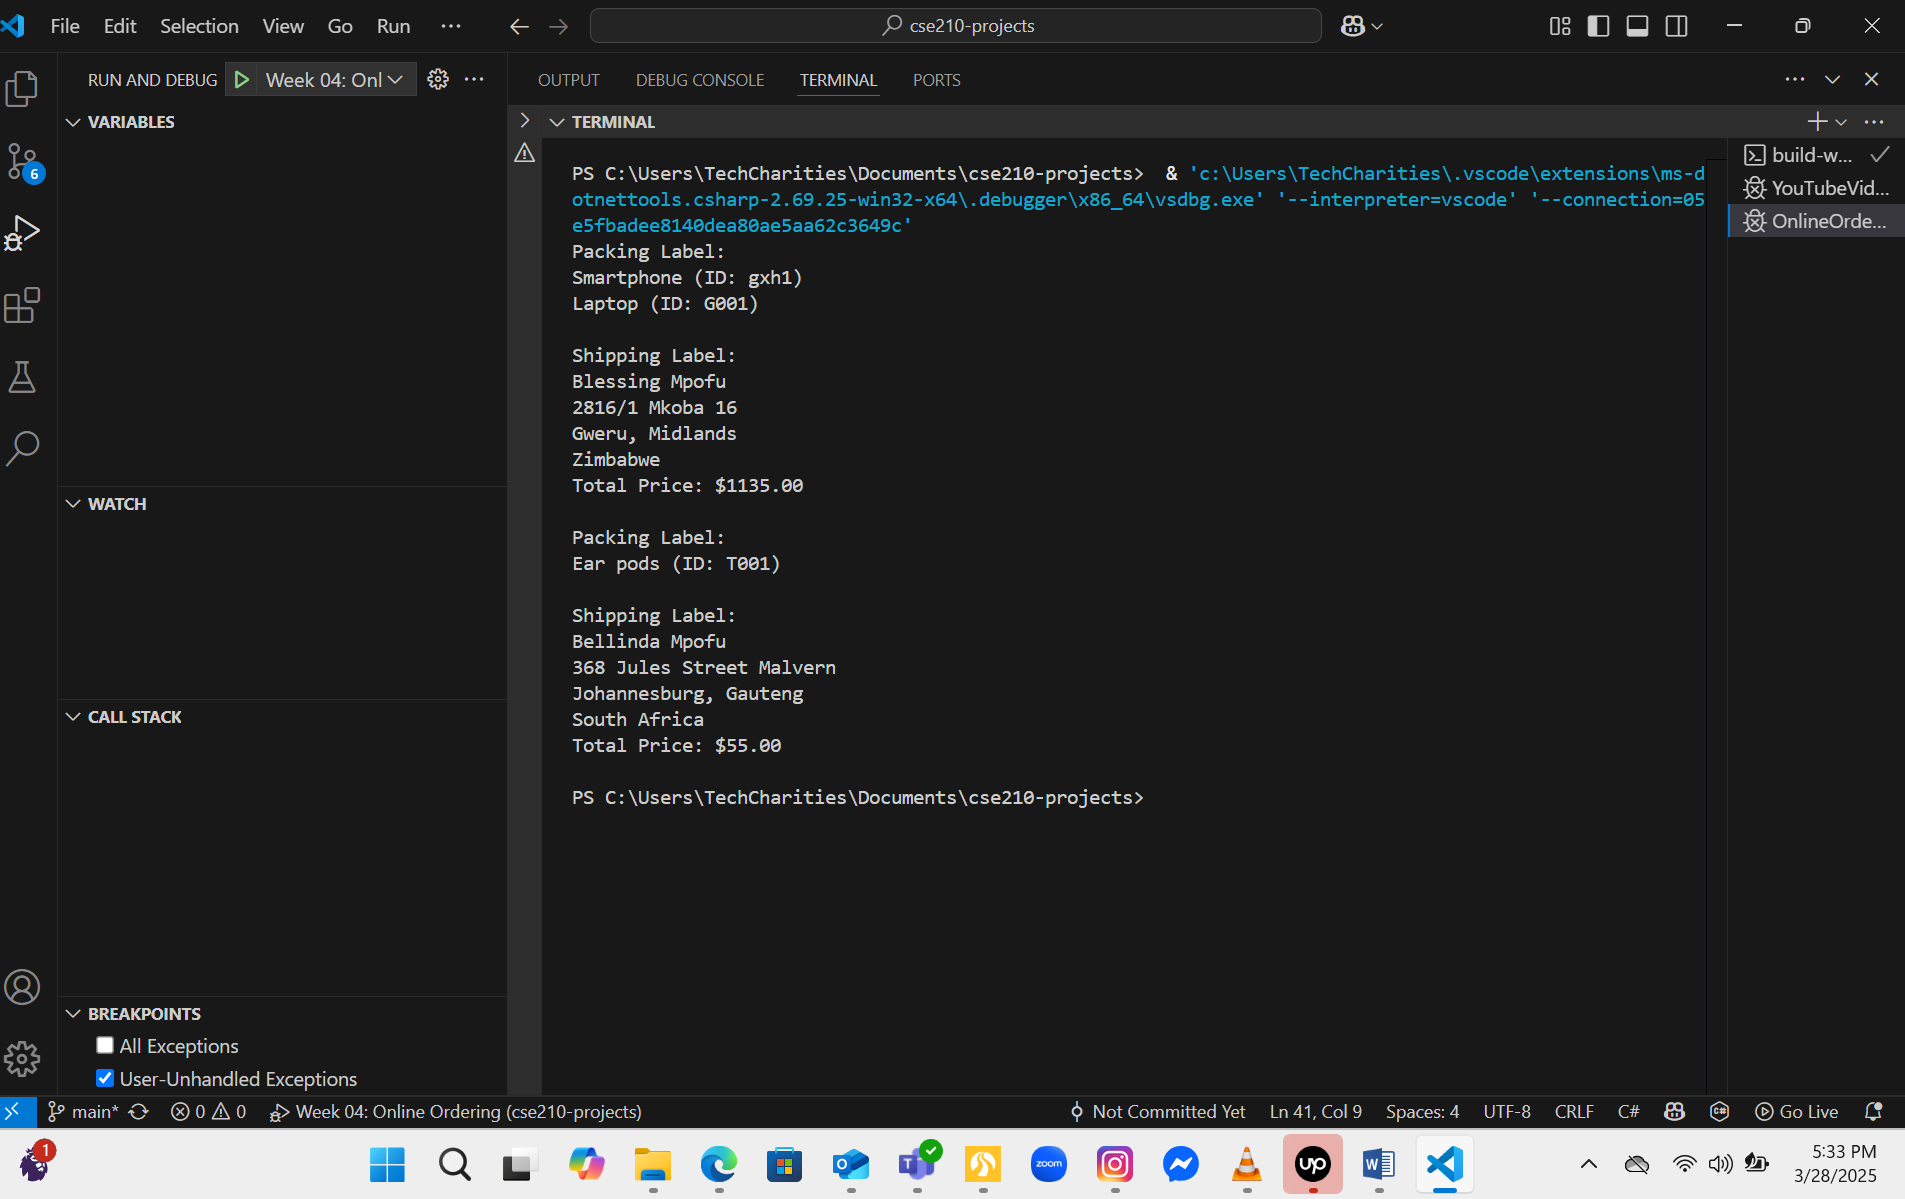 File Edit Selection View Go Run ··· cse210-projects
RUN AND DEBUG Week 04: Onl ···
OUTPUT DEBUG CONSOLE TERMINAL PORTS ···
VARIABLES
WATCH
CALL STACK
BREAKPOINTS
All Exceptions
User-Unhandled Exceptions
6
TERMINAL ···
PS C:\Users\TechCharities\Documents\cse210-projects>  & 'c:\Users\TechCharities\.vscode\extensions\ms-d
otnettools.csharp-2.69.25-win32-x64\.debugger\x86_64\vsdbg.exe' '--interpreter=vscode' '--connection=05
e5fbadee8140dea80ae5aa62c3649c'
Packing Label:
Smartphone (ID: gxh1)
Laptop (ID: G001)
Shipping Label:
Blessing Mpofu
2816/1 Mkoba 16
Gweru, Midlands
Zimbabwe
Total Price: $1135.00
Packing Label:
Ear pods (ID: T001)
Shipping Label:
Bellinda Mpofu
368 Jules Street Malvern
Johannesburg, Gauteng
South Africa
Total Price: $55.00
PS C:\Users\TechCharities\Documents\cse210-projects>
build-w...
YouTubeVid...
OnlineOrde...
main* 0 0 Week 04: Online Ordering (cse210-projects) Not Committed Yet Ln 41, Col 9 Spaces: 4 UTF-8 CRLF C# Go Live
1
zoom
up
5:33 PM
3/28/2025